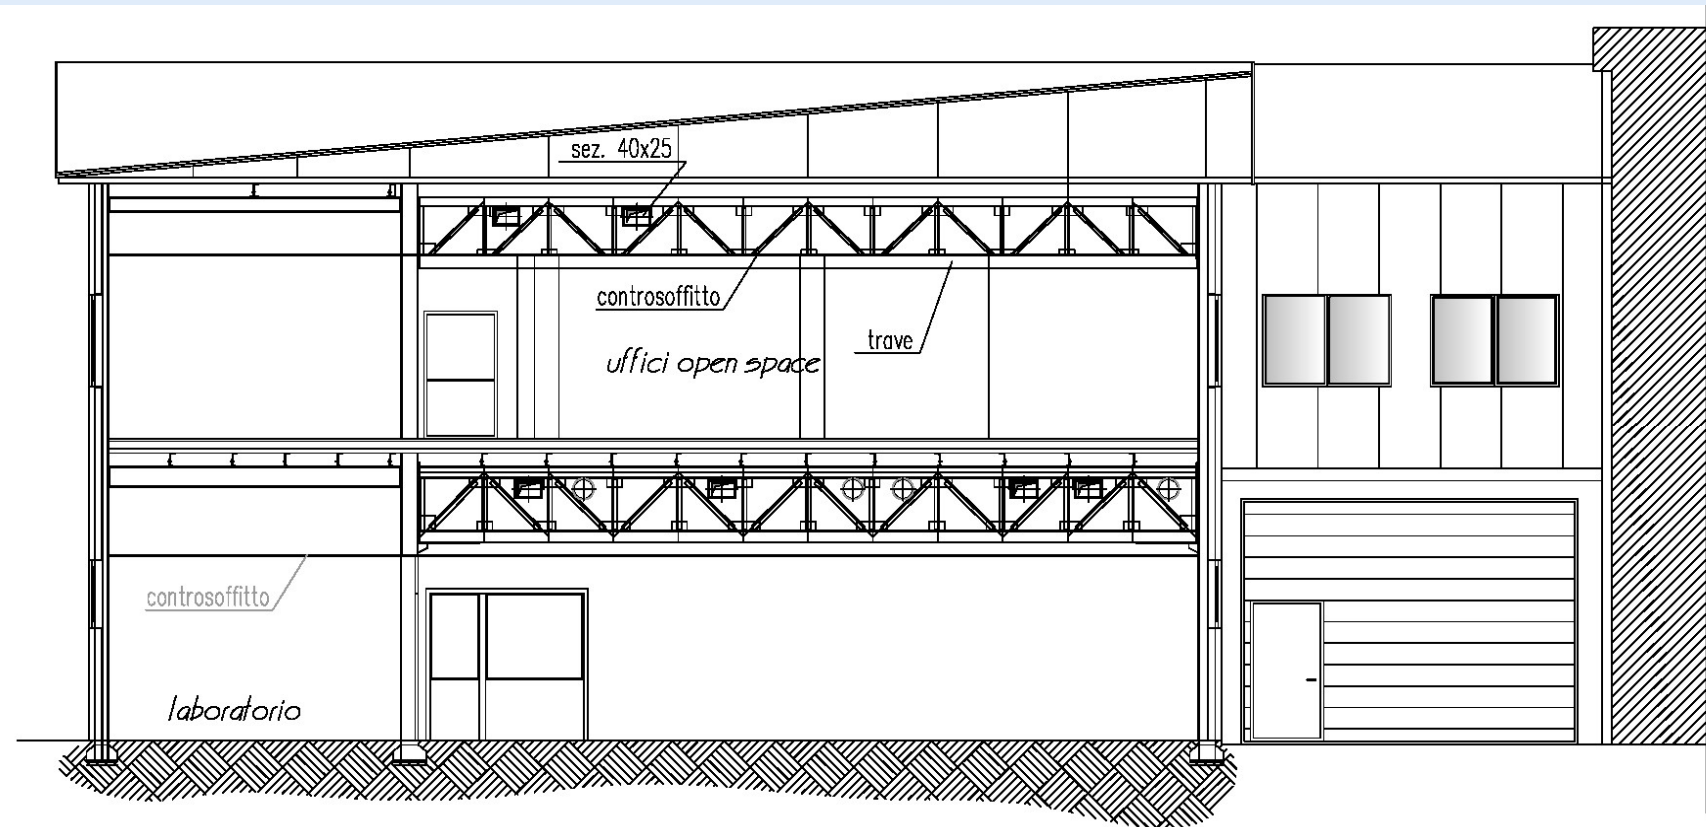 sez. 40x25
controsoffitto
trave
uffici open space
controsoffitto
laboratorio